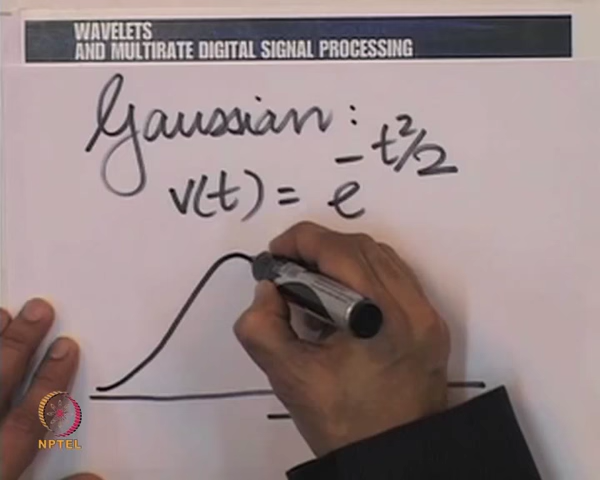 WAVELETS
AND MULTIRATE DIGITAL SIGNAL PROCESSING
Gaussian:
v(t) = e^{-t²/2}
NPTEL